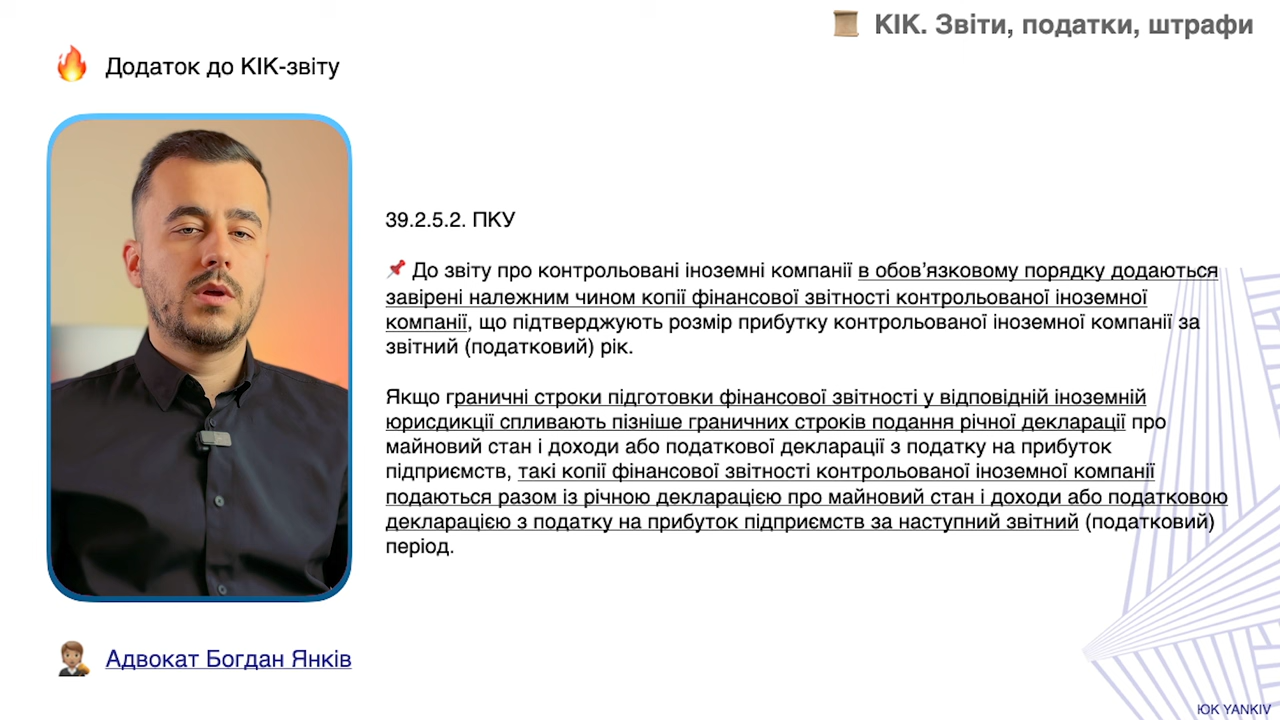 КІК. Звіти, податки, штрафи
Додаток до КІК-звіту
39.2.5.2. ПКУ
До звіту про контрольовані іноземні компанії в обов’язковому порядку додаються
завірені належним чином копії фінансової звітності контрольованої іноземної
компанії, що підтверджують розмір прибутку контрольованої іноземної компанії за
звітний (податковий) рік.
Якщо граничні строки підготовки фінансової звітності у відповідній іноземній
юрисдикції спливають пізніше граничних строків подання річної декларації про
майновий стан і доходи або податкової декларації з податку на прибуток
підприємств, такі копії фінансової звітності контрольованої іноземної компанії
подаються разом із річною декларацією про майновий стан і доходи або податковою
декларацією з податку на прибуток підприємств за наступний звітний (податковий)
період.
Адвокат Богдан Янків
ЮК YANKIV